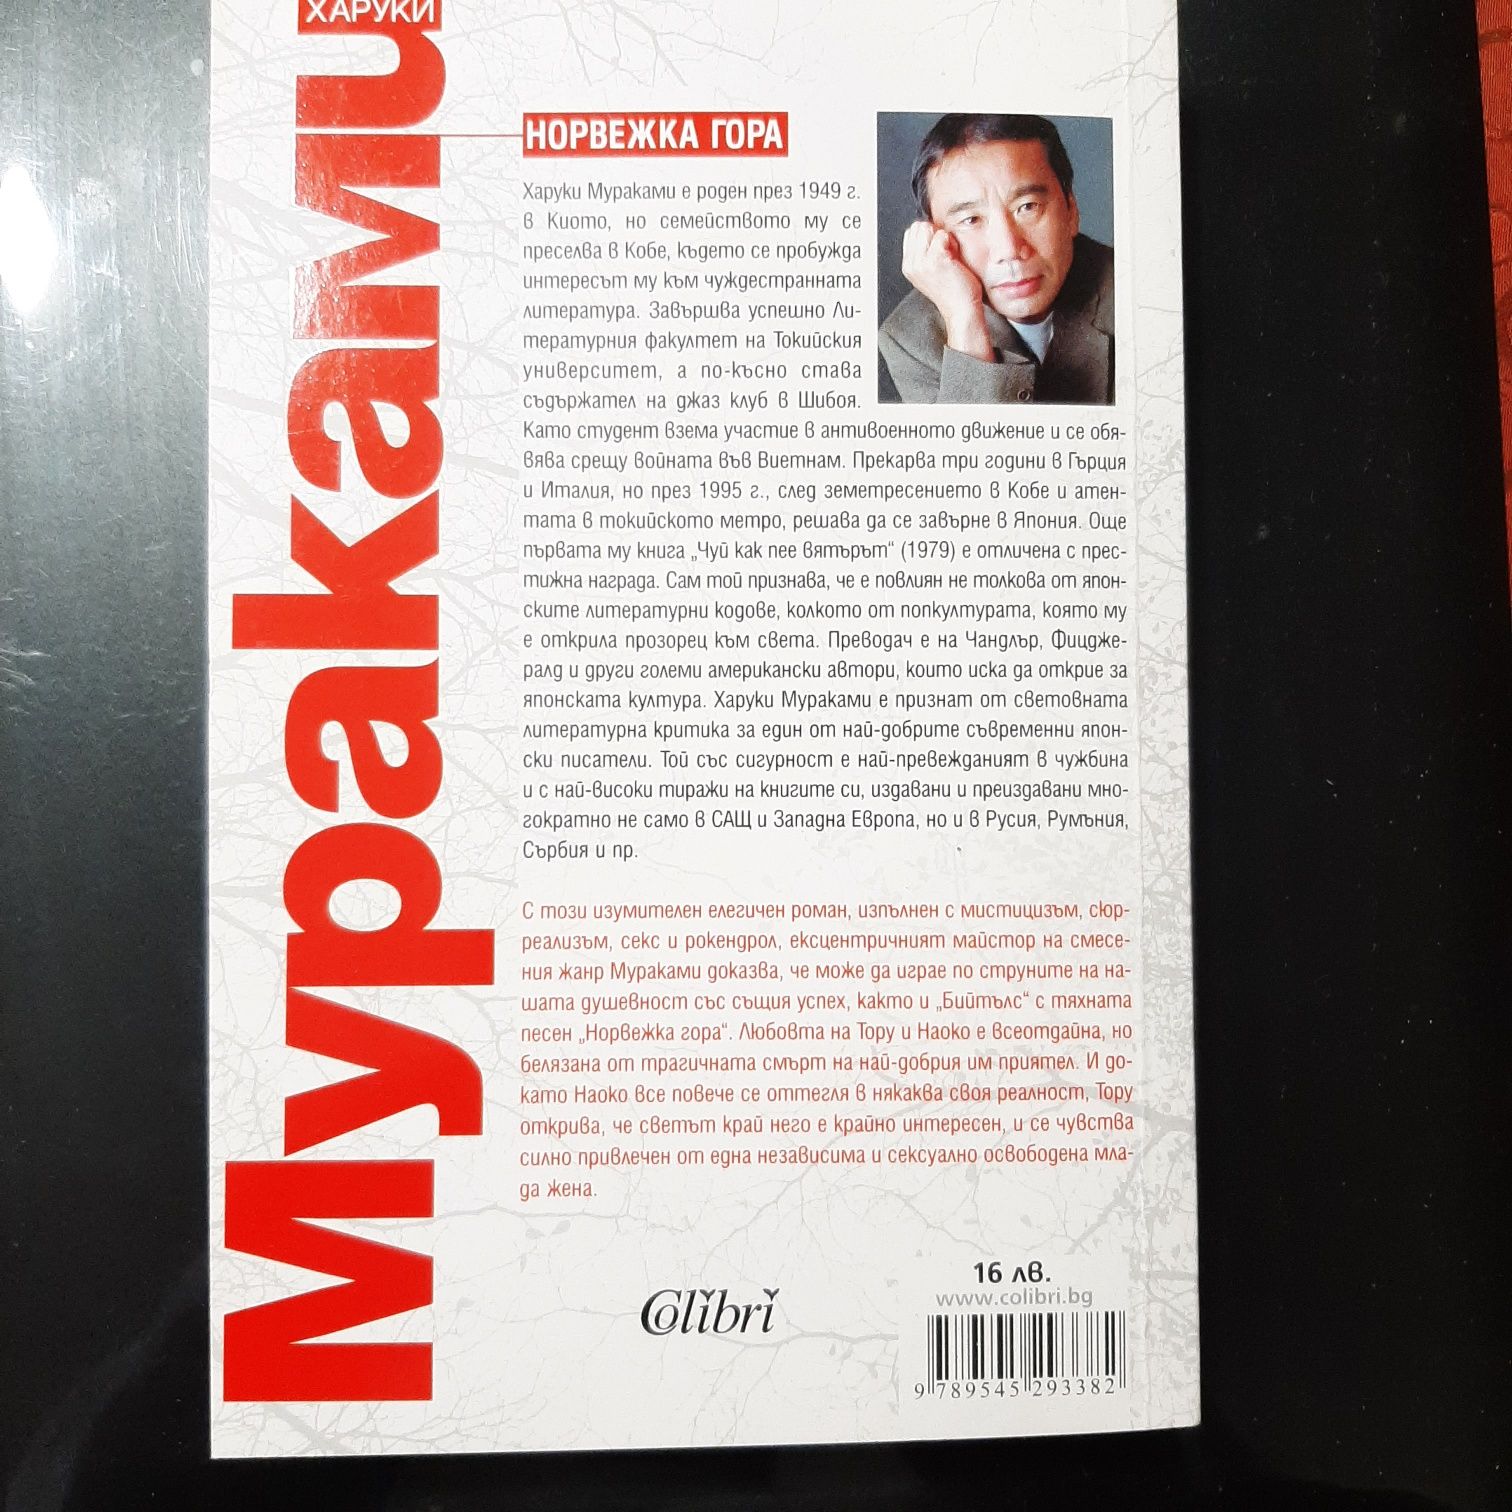 ХАРУКИ
Мураками
НОРВЕЖКА ГОРА
Харуки Мураками е роден през 1949 г.
в Киото, но семейството му се
преселва в Кобе, където се пробужда
интересът му към чуждестранната
литература. Завършва успешно Ли-
тературния факултет на Токийския
университет, а по-късно става
съдържател на джаз клуб в Шибоя.
Като студент взема участие в антивоенното движение и се обя-
вява срещу войната във Виетнам. Прекарва три години в Гърция
и Италия, но през 1995 г., след земетресението в Кобе и атен-
тата в токийското метро, решава да се завърне в Япония. Още
първата му книга „Чуй как пее вятърът“ (1979) е отличена с прес-
тижна награда. Сам той признава, че е повлиян не толкова от япон-
ските литературни кодове, колкото от попкултурата, която му
е открила прозорец към света. Преводач е на Чандлър, Фицдже-
ралд и други големи американски автори, които иска да открие за
японската култура. Харуки Мураками е признат от световната
литературна критика за един от най-добрите съвременни япон-
ски писатели. Той със сигурност е най-превежданият в чужбина
и с най-високи тиражи на книгите си, издавани и преиздавани мно-
гократно не само в САЩ и Западна Европа, но и в Русия, Румъния,
Сърбия и пр.
С този изумителен елегичен роман, изпълнен с мистицизъм, сюр-
реализъм, секс и рокендрол, ексцентричният майстор на смесе-
ния жанр Мураками доказва, че може да играе по струните на на-
шата душевност със същия успех, както и „Бийтълс“ с тяхната
песен „Норвежка гора“. Любовта на Тору и Наоко е всеотдайна, но
белязана от трагичната смърт на най-добрия им приятел. И до-
като Наоко все повече се оттегля в някаква своя реалност, Тору
открива, че светът край него е крайно интересен, и се чувства
силно привлечен от една независима и сексуално освободена мла-
да жена.
Colibri
16 лв.
www.colibri.bg
9 789545 293382